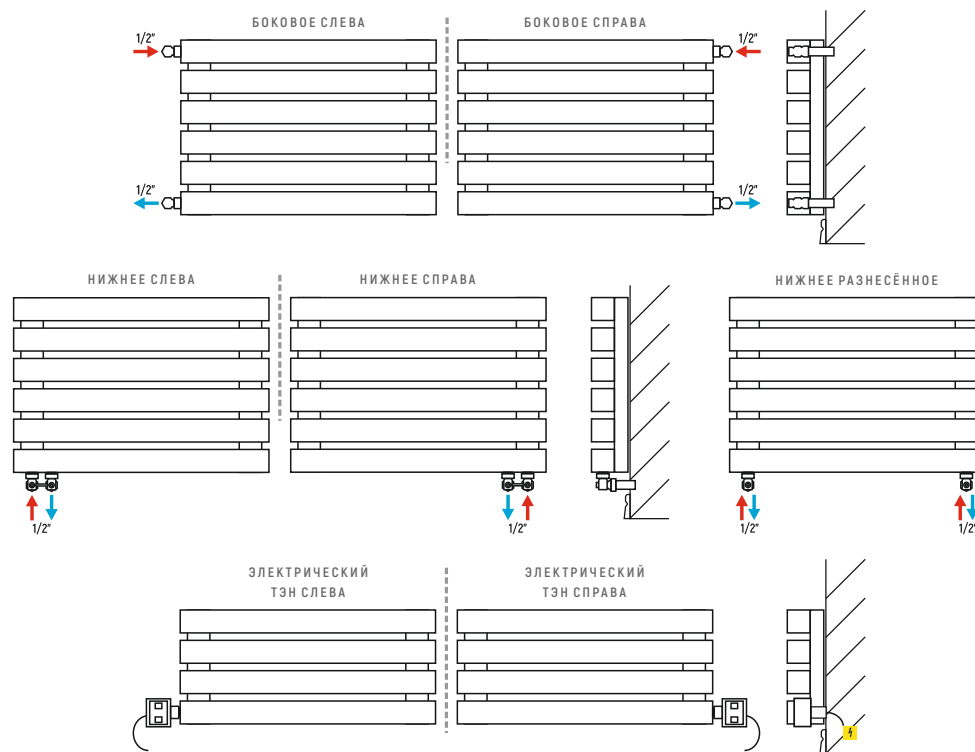 БОКОВОЕ СЛЕВА
БОКОВОЕ СПРАВА
1/2"
1/2"
1/2"
1/2"
НИЖНЕЕ СЛЕВА
НИЖНЕЕ СПРАВА
НИЖНЕЕ РАЗНЕСЁННОЕ
1/2"
1/2"
1/2"
1/2"
ЭЛЕКТРИЧЕСКИЙ
ТЭН СЛЕВА
ЭЛЕКТРИЧЕСКИЙ
ТЭН СПРАВА